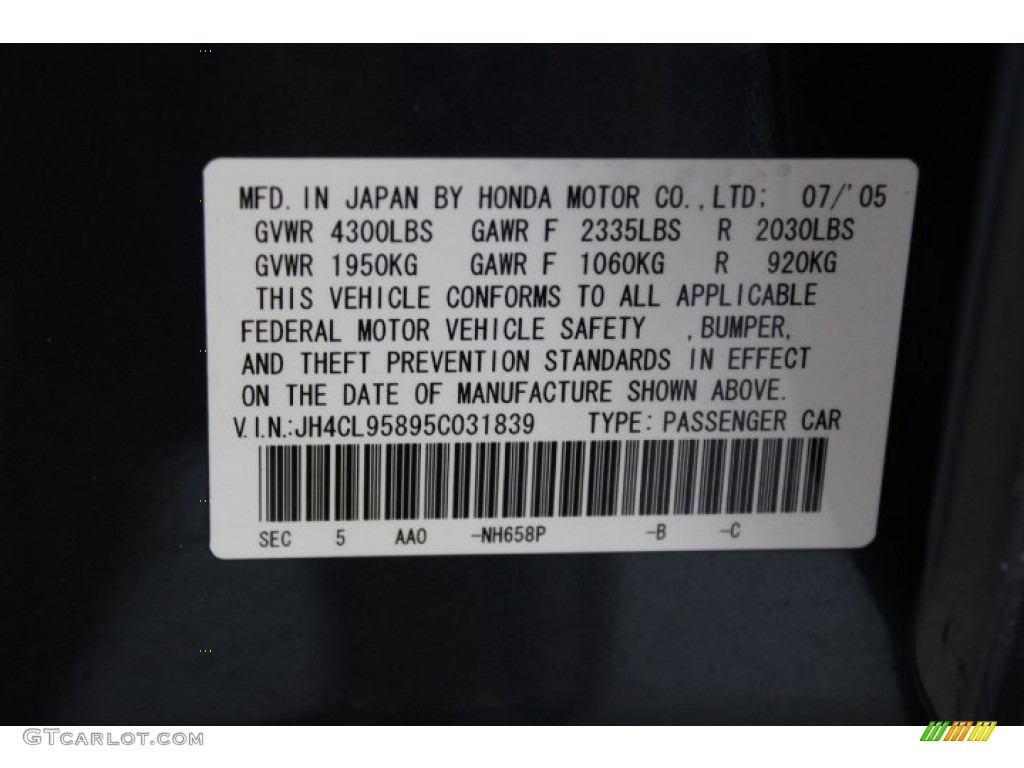 MFD. IN JAPAN BY HONDA MOTOR CO.,LTD; 07/'05
GVWR 4300LBS GAWR F 2335LBS R 2030LBS
GVWR 1950KG GAWR F 1060KG R 920KG
THIS VEHICLE CONFORMS TO ALL APPLICABLE
FEDERAL MOTOR VEHICLE SAFETY ,BUMPER,
AND THEFT PREVENTION STANDARDS IN EFFECT
ON THE DATE OF MANUFACTURE SHOWN ABOVE.
V.I.N.:JH4CL95895C031839 TYPE: PASSENGER CAR
SEC 5 AAO -NH658P -B -C
GTCARLOT.COM